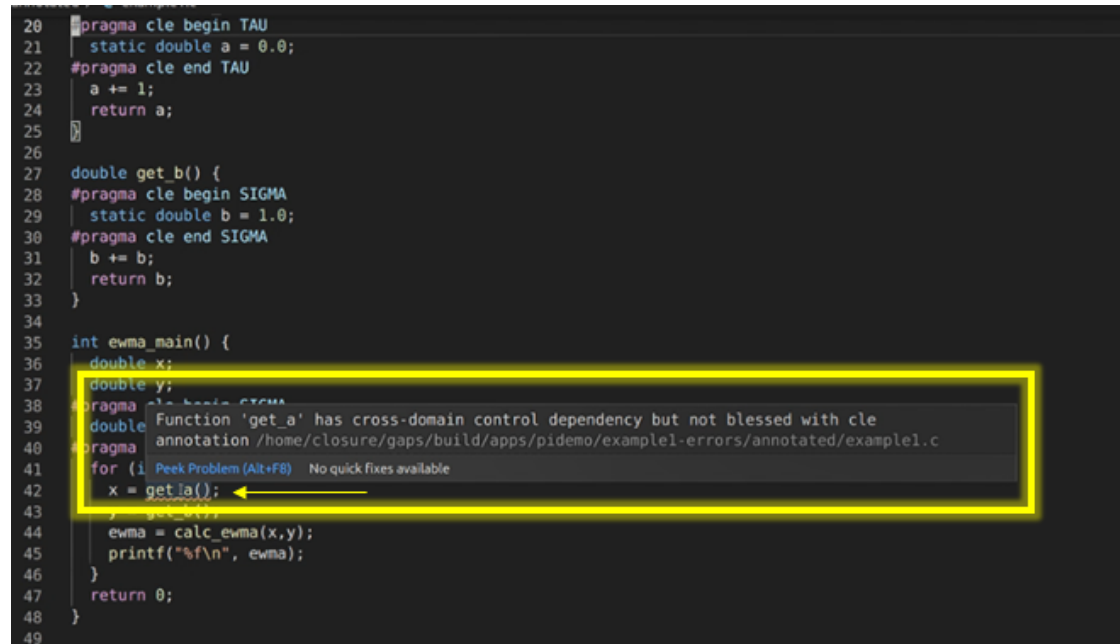 20 #pragma cle begin TAU
21 static double a = 0.0;
22 #pragma cle end TAU
23 a += 1;
24 return a;
25 }
26
27 double get_b() {
28 #pragma cle begin SIGMA
29 static double b = 1.0;
30 #pragma cle end SIGMA
31 b += b;
32 return b;
33 }
34
35 int ewma_main() {
36 double x;
37 double y;
38 #pragma cle begin SIGMA
Function 'get_a' has cross-domain control dependency but not blessed with cle
39 double
annotation /home/closure/gaps/build/apps/pidemo/example1-errors/annotated/example1.c
40 #pragma
41 for (i
Peek Problem (Alt+F8) No quick fixes available
42 x = get_a();
43 y = get_b();
44 ewma = calc_ewma(x,y);
45 printf("%f\n", ewma);
46 }
47 return 0;
48 }
49